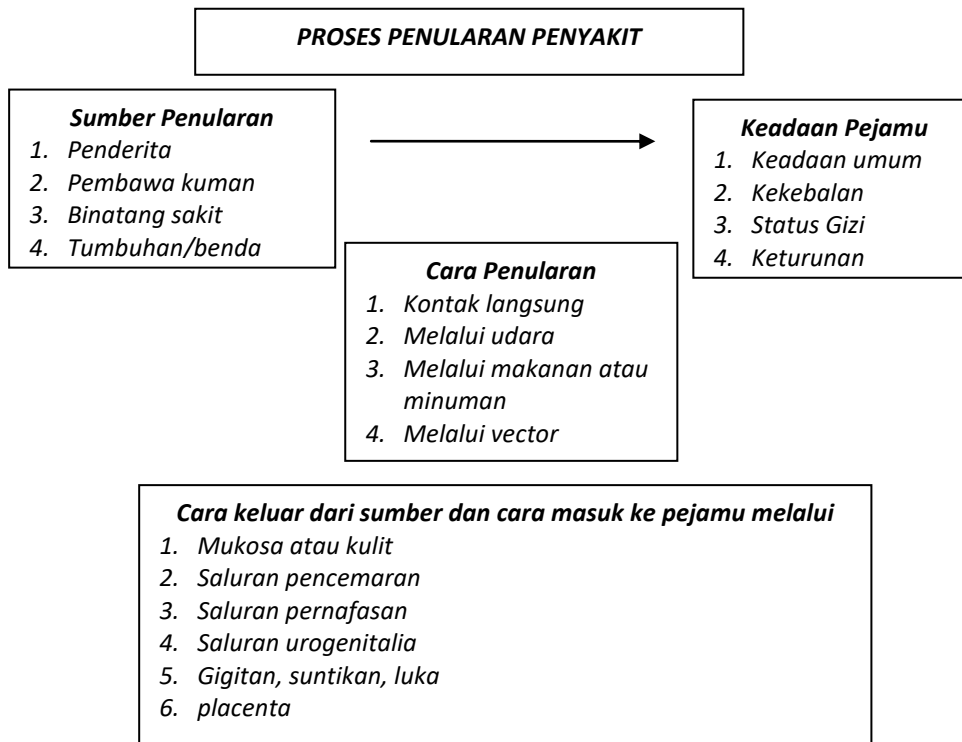 PROSES PENULARAN PENYAKIT
Sumber Penularan
1. Penderita
2. Pembawa kuman
3. Binatang sakit
4. Tumbuhan/benda
Keadaan Pejamu
1. Keadaan umum
2. Kekebalan
3. Status Gizi
4. Keturunan
Cara Penularan
1. Kontak langsung
2. Melalui udara
3. Melalui makanan atau
minuman
4. Melalui vector
Cara keluar dari sumber dan cara masuk ke pejamu melalui
1. Mukosa atau kulit
2. Saluran pencemaran
3. Saluran pernafasan
4. Saluran urogenitalia
5. Gigitan, suntikan, luka
6. placenta